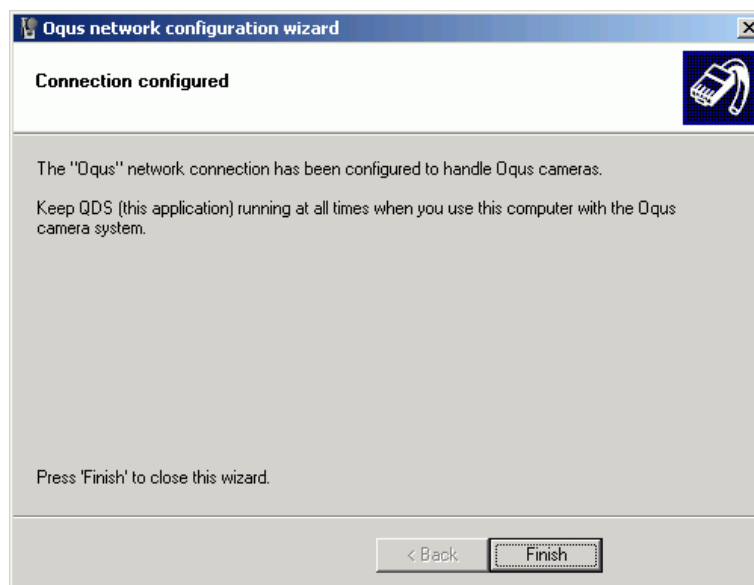 Oqus network configuration wizard
Connection configured
The "Oqus" network connection has been configured to handle Oqus cameras.
Keep QDS (this application) running at all times when you use this computer with the Oqus
camera system.
Press 'Finish' to close this wizard.
< Back
Finish